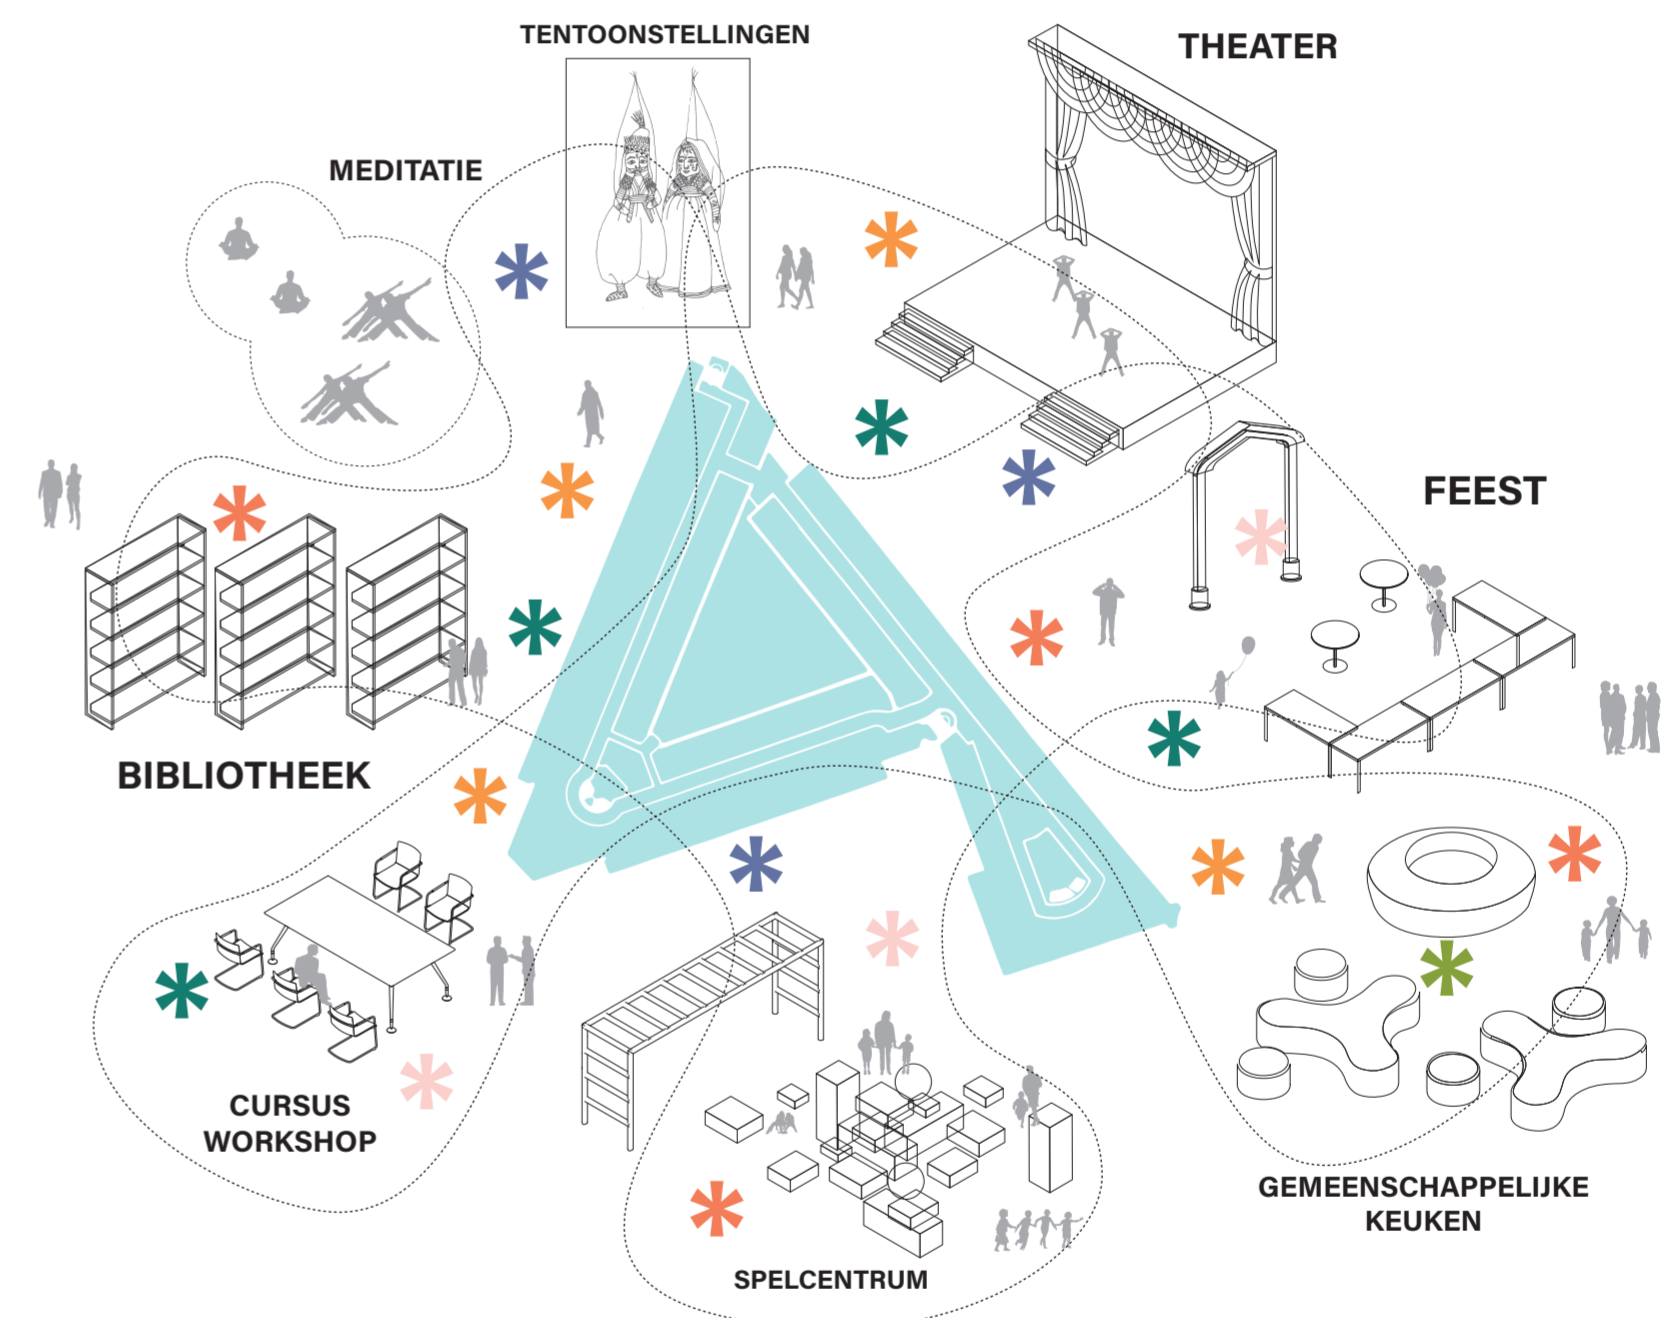 TENTOONSTELLINGEN
THEATER
MEDITATIE
FEEST
BIBLIOTHEEK
CURSUS
WORKSHOP
GEMEENSCHAPPELIJKE
KEUKEN
SPELCENTRUM